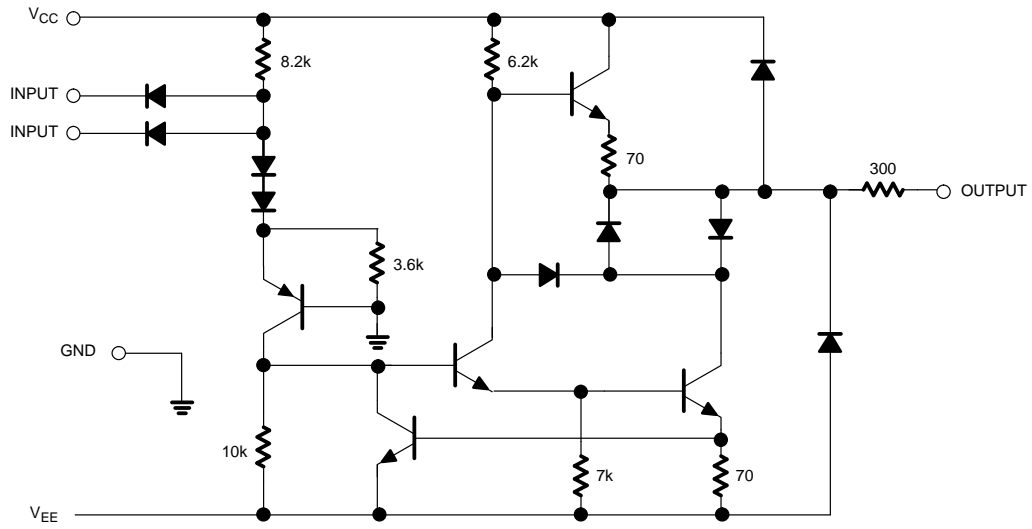 VCC
8.2k
6.2k
INPUT
INPUT
70
300
OUTPUT
3.6k
GND
10k
7k
70
VEE